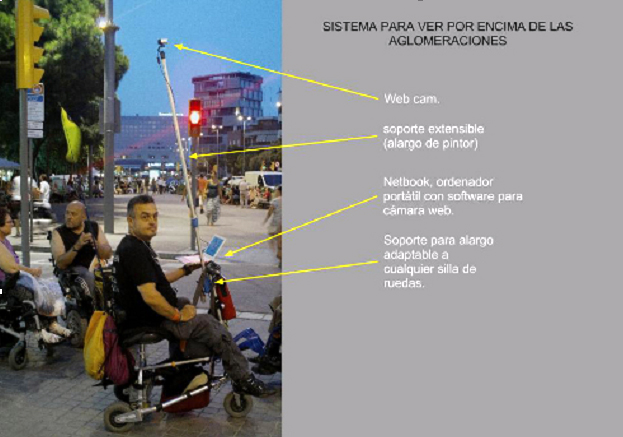 SISTEMA PARA VER POR ENCIMA DE LAS
AGLOMERACIONES
Web cam.
soporte extensible
(alargo de pintor)
Netbook, ordenador
portátil con software para
cámara web.
Soporte para alargo
adaptable a
cualquier silla de
ruedas.